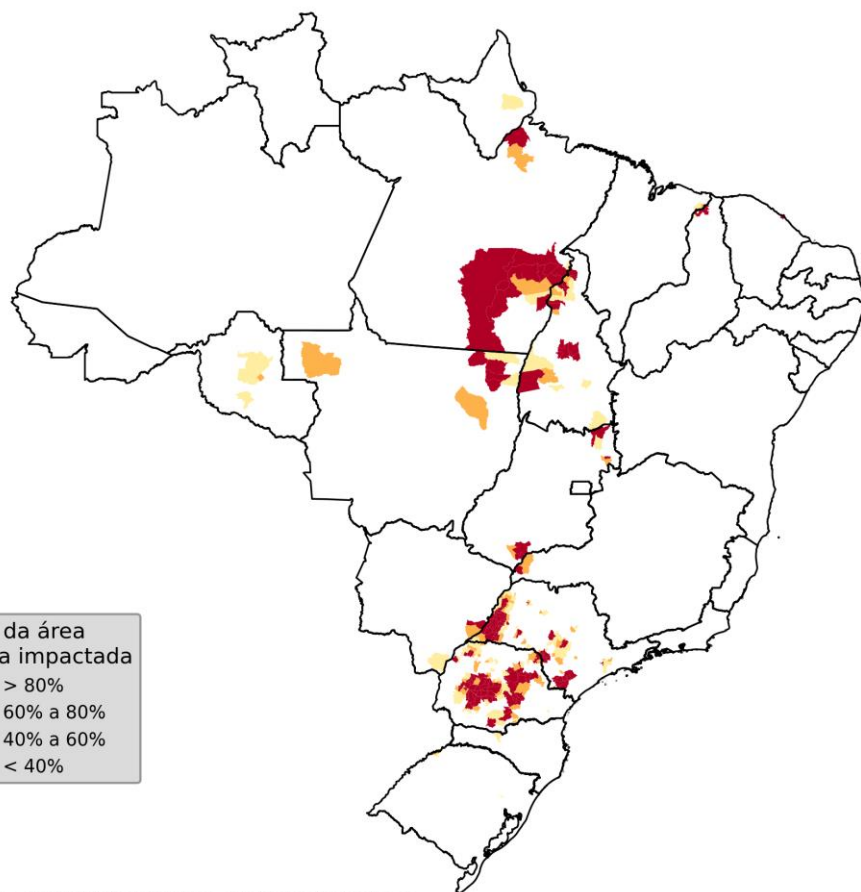 da área
a impactada
> 80%
60% a 80%
40% a 60%
< 40%